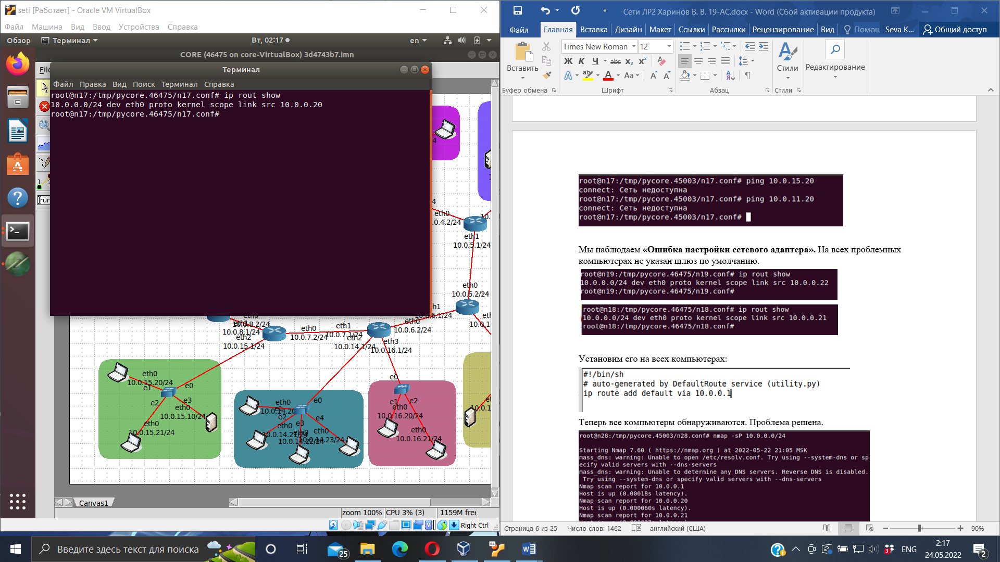 seti [Работает] - Oracle VM VirtualBox
Файл Машина Вид Ввод Устройства Справка
Обзор Терминал Вт, 02:17 en
CORE (46475 on core-VirtualBox) 3d4743b7.imn
File
Терминал
Файл Правка Вид Поиск Терминал Справка
root@n17:/tmp/pycore.46475/n17.conf# ip rout show
10.0.0.0/24 dev eth0 proto kernel scope link src 10.0.0.20
root@n17:/tmp/pycore.46475/n17.conf#
eth0
.0.4.2/24
eth1
10.0.5.1/24
eth0
10.0.5.2/24
10.0.8.2/24
10.0.8.1/24
eth2
10.0.15.1/24
eth0
10.0.7.2/24
eth1
10.0.7.1/24
eth2
10.0.14.1/24
eth0
10.0.6.2/24
eth3
10.0.16.1/24
eth0
10.0.15.20/24
e1
e0
e2
e3
eth0
10.0.15.10/24
eth0
10.0.15.21/24
eth0
e0
e2
e4
e3
eth0
eth0
10.0.14.23/24
e0
e1
e2
eth0
10.0.16.20/24
eth0
10.0.16.21/24
Canvas1
zoom 100% CPU 3% (3) 1159M free
Right Ctrl
Сети ЛР2 Харинов В. В. 19-АС.docx - Word (Сбой активации продукта)
Файл Главная Вставка Дизайн Макет Ссылки Рассылки Рецензирование Вид Помощ Seva K... Общий доступ
Вставить
Times New Roman 12
Ж К Ч abc x₂ x²
Aa
Стили
Редактирование
Буфер обмена Шрифт Абзац Стили
root@n17:/tmp/pycore.45003/n17.conf# ping 10.0.15.20
connect: Сеть недоступна
root@n17:/tmp/pycore.45003/n17.conf# ping 10.0.11.20
connect: Сеть недоступна
root@n17:/tmp/pycore.45003/n17.conf#
Мы наблюдаем «Ошибка настройки сетевого адаптера». На всех проблемных
компьютерах не указан шлюз по умолчанию.
root@n19:/tmp/pycore.46475/n19.conf# ip rout show
10.0.0.0/24 dev eth0 proto kernel scope link src 10.0.0.22
root@n19:/tmp/pycore.46475/n19.conf#
root@n18:/tmp/pycore.46475/n18.conf# ip rout show
10.0.0.0/24 dev eth0 proto kernel scope link src 10.0.0.21
root@n18:/tmp/pycore.46475/n18.conf#
Установим его на всех компьютерах:
#!/bin/sh
# auto-generated by DefaultRoute service (utility.py)
ip route add default via 10.0.0.1
Теперь все компьютеры обнаруживаются. Проблема решена.
root@n28:/tmp/pycore.45003/n28.conf# nmap -sP 10.0.0.0/24
Starting Nmap 7.60 ( https://nmap.org ) at 2022-05-22 21:05 MSK
mass_dns: warning: Unable to open /etc/resolv.conf. Try using --system-dns or sp
ecify valid servers with --dns-servers
mass_dns: warning: Unable to determine any DNS servers. Reverse DNS is disabled.
Try using --system-dns or specify valid servers with --dns-servers
Nmap scan report for 10.0.0.1
Host is up (0.00018s latency).
Nmap scan report for 10.0.0.20
Host is up (0.000060s latency).
Nmap scan report for 10.0.0.21
Страница 6 из 25 Число слов: 1462 английский (США) 90%
Введите здесь текст для поиска
25
ENG
2:17
24.05.2022
2